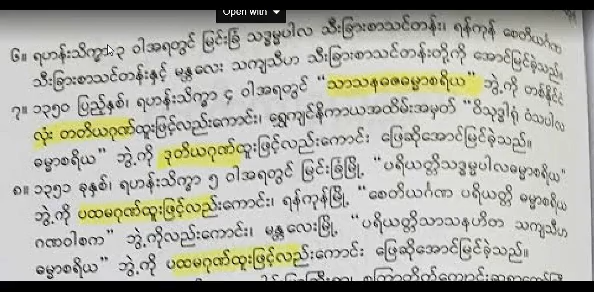 Open with
၆။ ရဟန်းသိက္ခာ ၃ ဝါအရတွင် မြင်းခြံ သဒ္ဓမ္မပါလ သီးခြားစာသင်တန်း၊ ရန်ကုန် စေတိယင်္ဂဏ
သီးခြားစာသင်တန်းနှင့် မန္တလေး သကျသီဟ သီးခြားစာသင်တန်းတို့ကို အောင်မြင်ခဲ့သည်။
၇။ ၁၃၅၀ ပြည့်နှစ်၊ ရဟန်းသိက္ခာ ၄ ဝါအရတွင် “သာသနဓဇဓမ္မာစရိယ” ဘွဲ့ကို တစ်နိုင်ငံ
လုံး တတိယဂုဏ်ထူးဖြင့်လည်းကောင်း၊ ရွှေကျင်နိကာယအထိမ်းအမှတ် “ဝိသုဒ္ဓါရုံ ဝံသပါလ
ဓမ္မာစရိယ” ဘွဲ့ကို ဒုတိယဂုဏ်ထူးဖြင့်လည်းကောင်း ဖြေဆိုအောင်မြင်ခဲ့သည်။
၈။ ၁၃၅၁ ခုနှစ်၊ ရဟန်းသိက္ခာ ၅ ဝါအရတွင် မြင်းခြံမြို့ “ပရိယတ္တိသဒ္ဓမ္မပါလဓမ္မာစရိယ”
ဘွဲ့ကို ပထမဂုဏ်ထူးဖြင့်လည်းကောင်း၊ ရန်ကုန်မြို့ “စေတိယင်္ဂဏ ပရိယတ္တိ ဓမ္မာစရိယ
ဂဏဝါစက” ဘွဲ့ကိုလည်းကောင်း၊ မန္တလေးမြို့ “ပရိယတ္တိသာသနဟိတ သကျသီဟ
ဓမ္မာစရိယ” ဘွဲ့ကို ပထမဂုဏ်ထူးဖြင့်လည်းကောင်း ဖြေဆိုအောင်မြင်ခဲ့သည်။